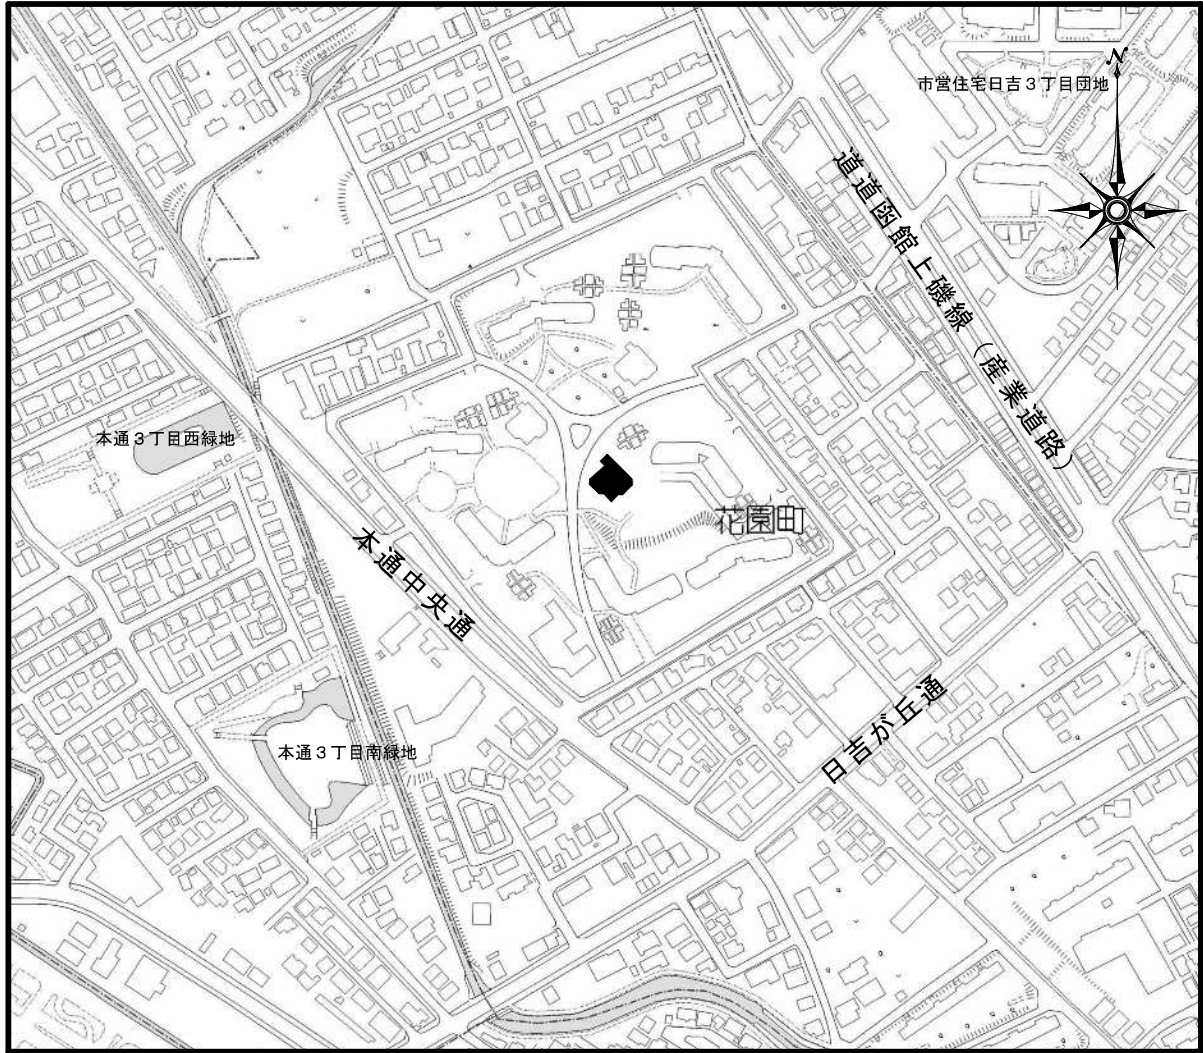 市営住宅日吉3丁目団地
N
道道函館上磯線（産業道路）
本通3丁目西緑地
花園町
本通中央通
日吉が丘通
本通3丁目南緑地